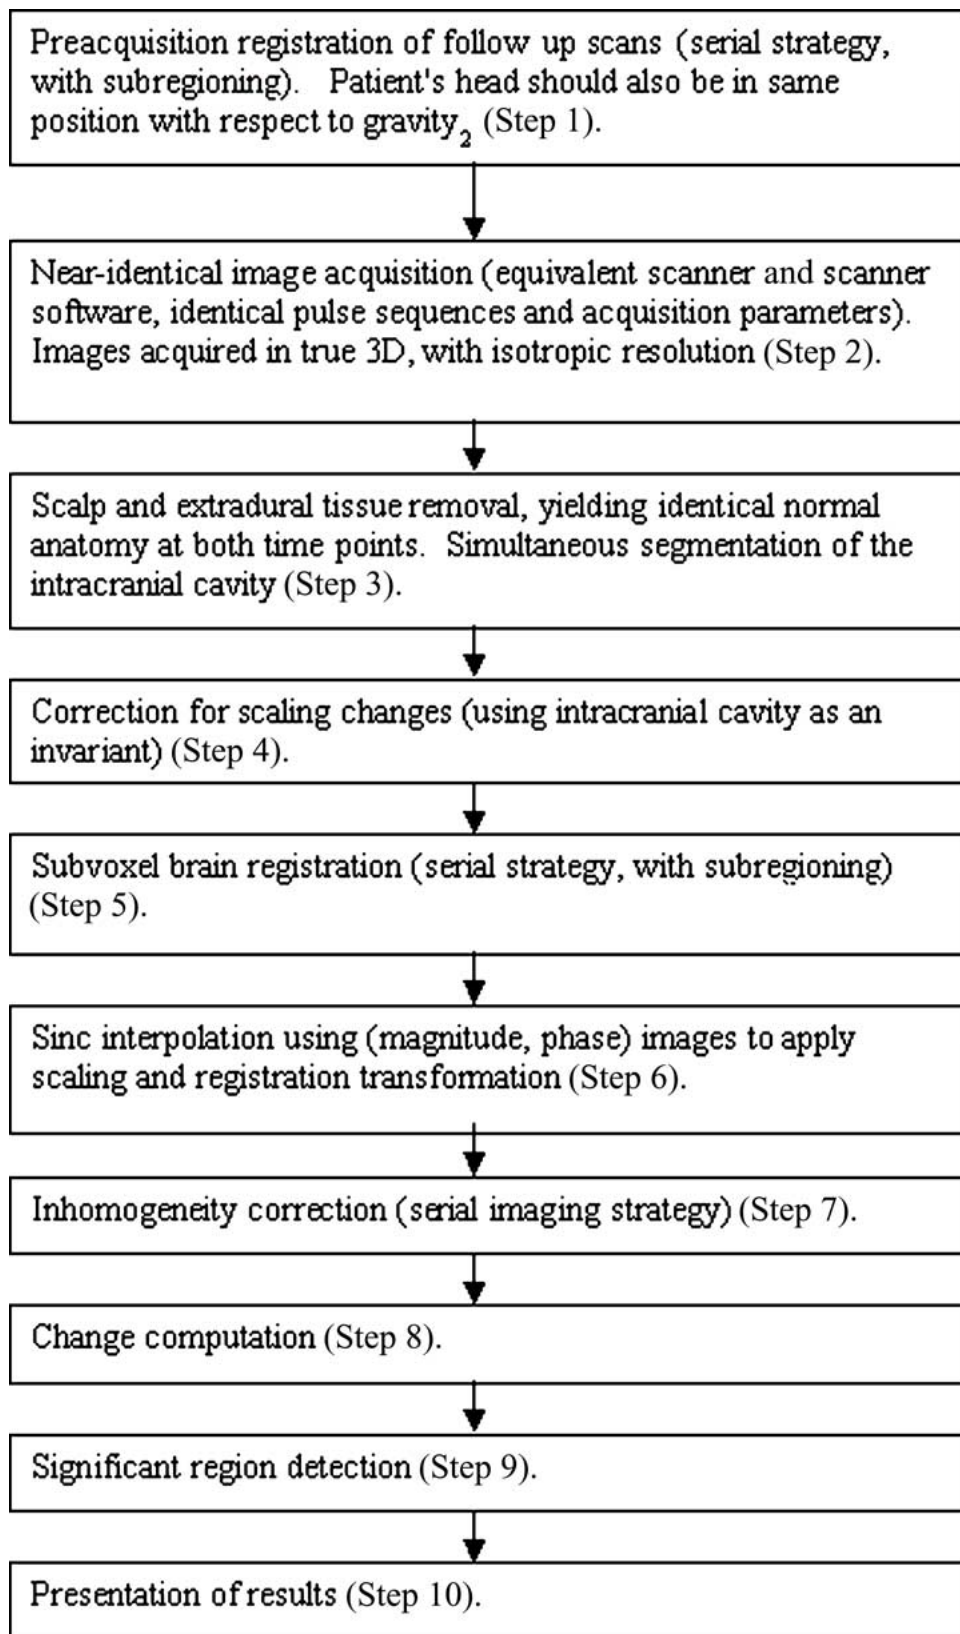 Preacquisition registration of follow up scans (serial strategy,
with subregioning). Patient's head should also be in same
position with respect to gravity2 (Step 1).
Near-identical image acquisition (equivalent scanner and scanner
software, identical pulse sequences and acquisition parameters).
Images acquired in true 3D, with isotropic resolution (Step 2).
Scalp and extradural tissue removal, yielding identical normal
anatomy at both time points. Simultaneous segmentation of the
intracranial cavity (Step 3).
Correction for scaling changes (using intracranial cavity as an
invariant) (Step 4).
Subvoxel brain registration (serial strategy, with subregioning)
(Step 5).
Sinc interpolation using (magnitude, phase) images to apply
scaling and registration transformation (Step 6).
Inhomogeneity correction (serial imaging strategy) (Step 7).
Change computation (Step 8).
Significant region detection (Step 9).
Presentation of results (Step 10).